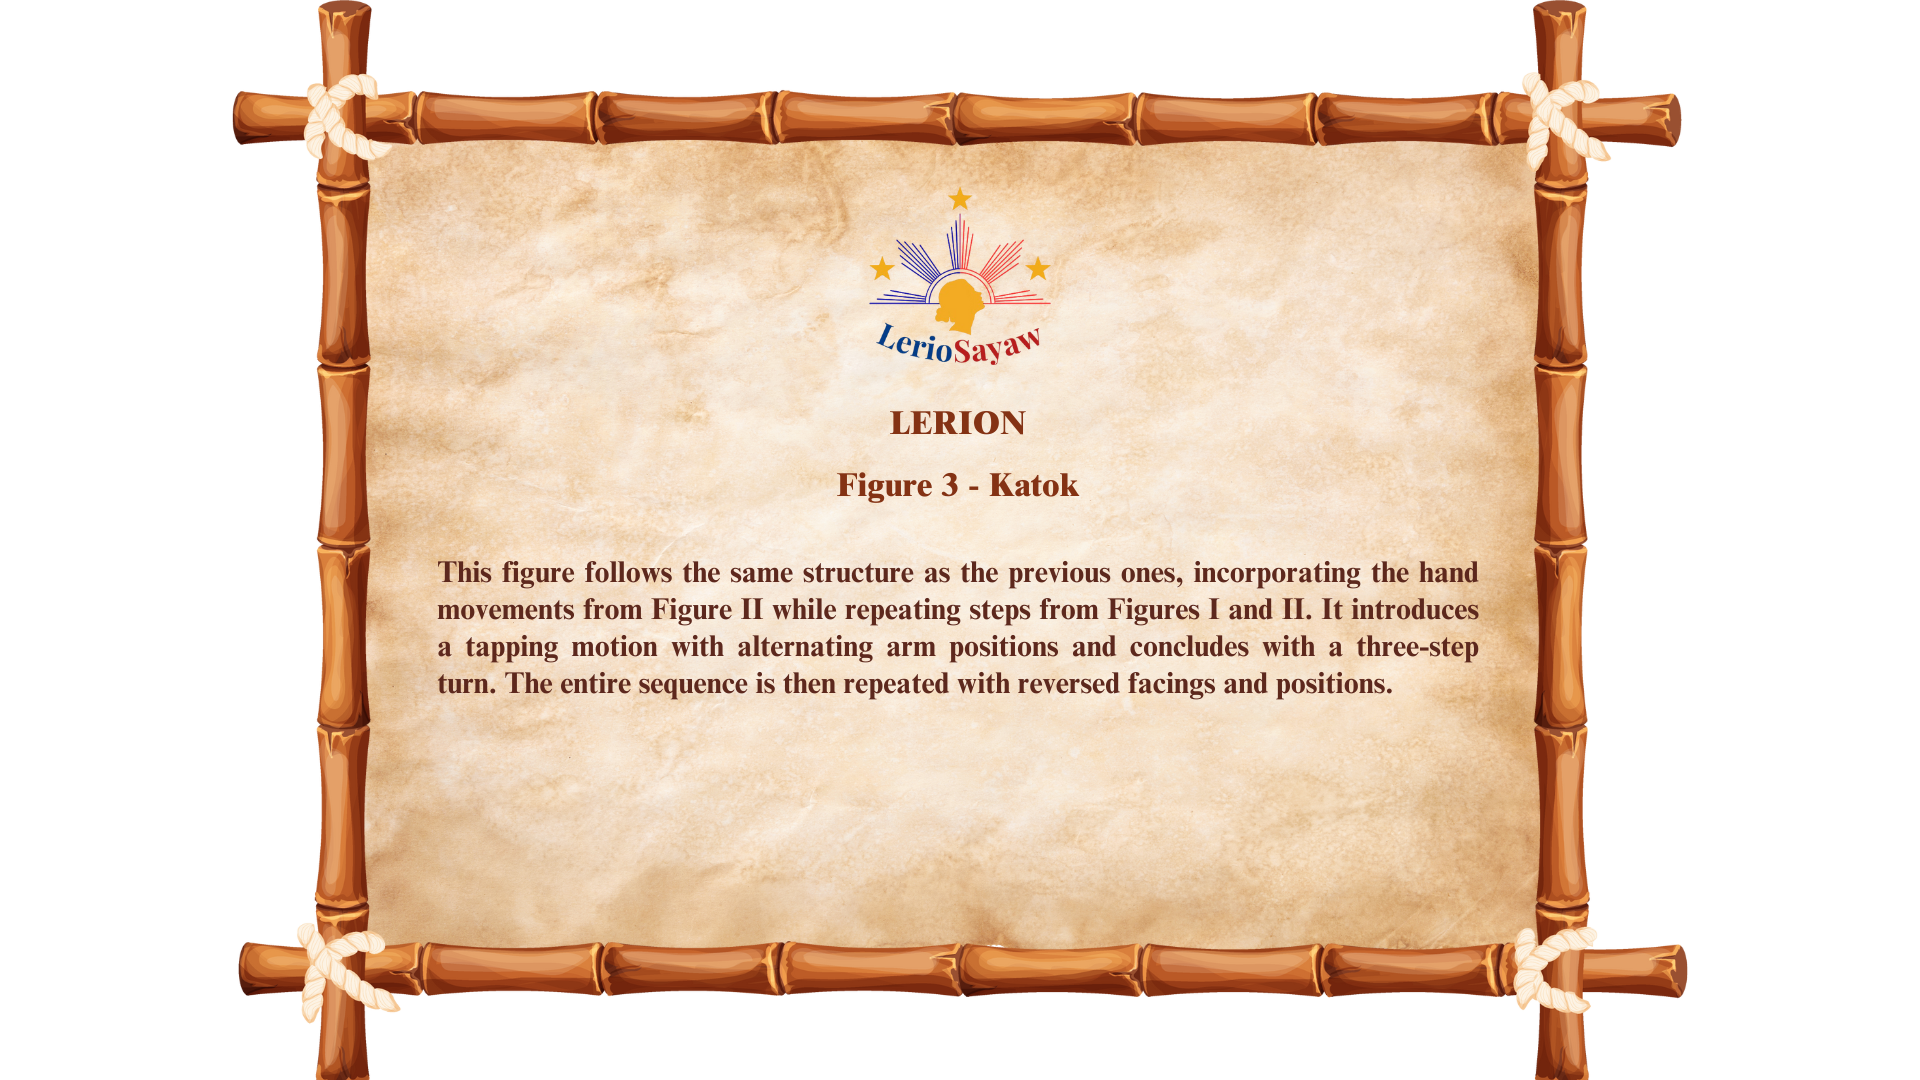 LerioSayaw
LERION
Figure 3 - Katok
This figure follows the same structure as the previous ones, incorporating the hand
movements from Figure II while repeating steps from Figures I and II. It introduces
a tapping motion with alternating arm positions and concludes with a three-step
turn. The entire sequence is then repeated with reversed facings and positions.